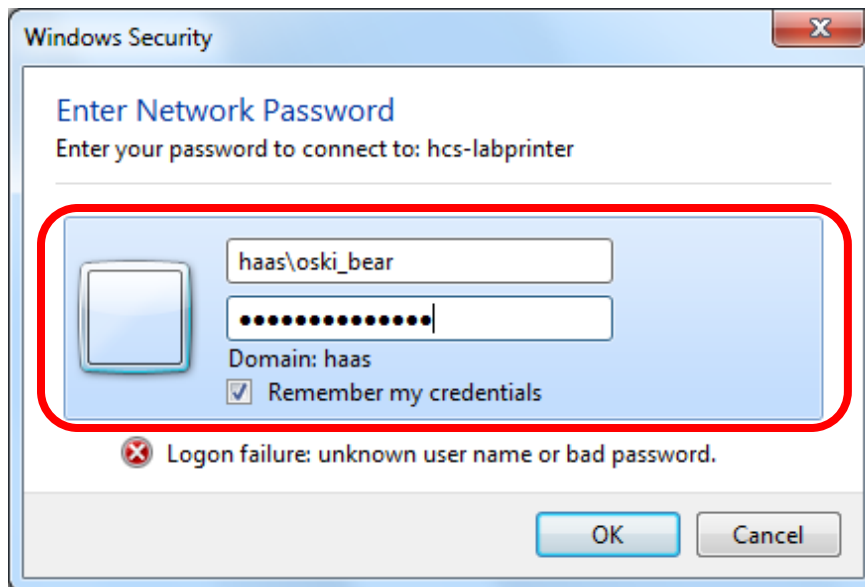 Windows Security
Enter Network Password
Enter your password to connect to: hcs-labprinter
haas\oski_bear
●●●●●●●●●●●●●●
Domain: haas
Remember my credentials
Logon failure: unknown user name or bad password.
OK Cancel